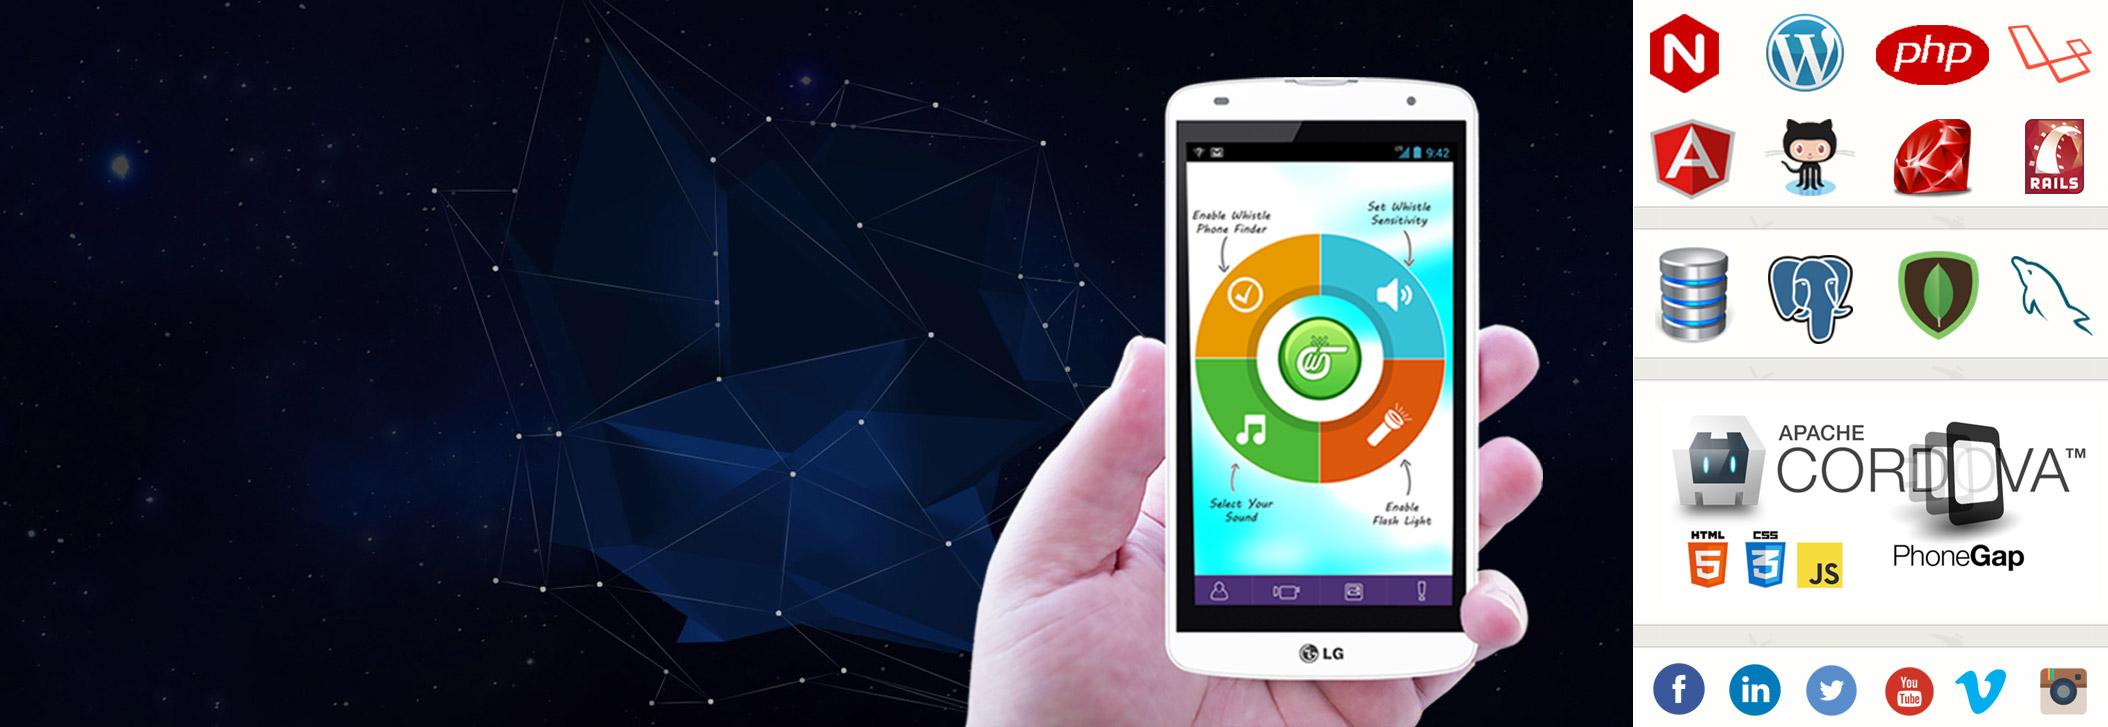 9:42
Enable Whistle
Phone Finder
Set Whistle
Sensitivity
Select Your
Sound
Enable
Flash Light
LG
N
W
php
A
RAILS
APACHE
CORDOVA™
HTML
5
CSS
3
JS
PhoneGap
f
in
You
Tube